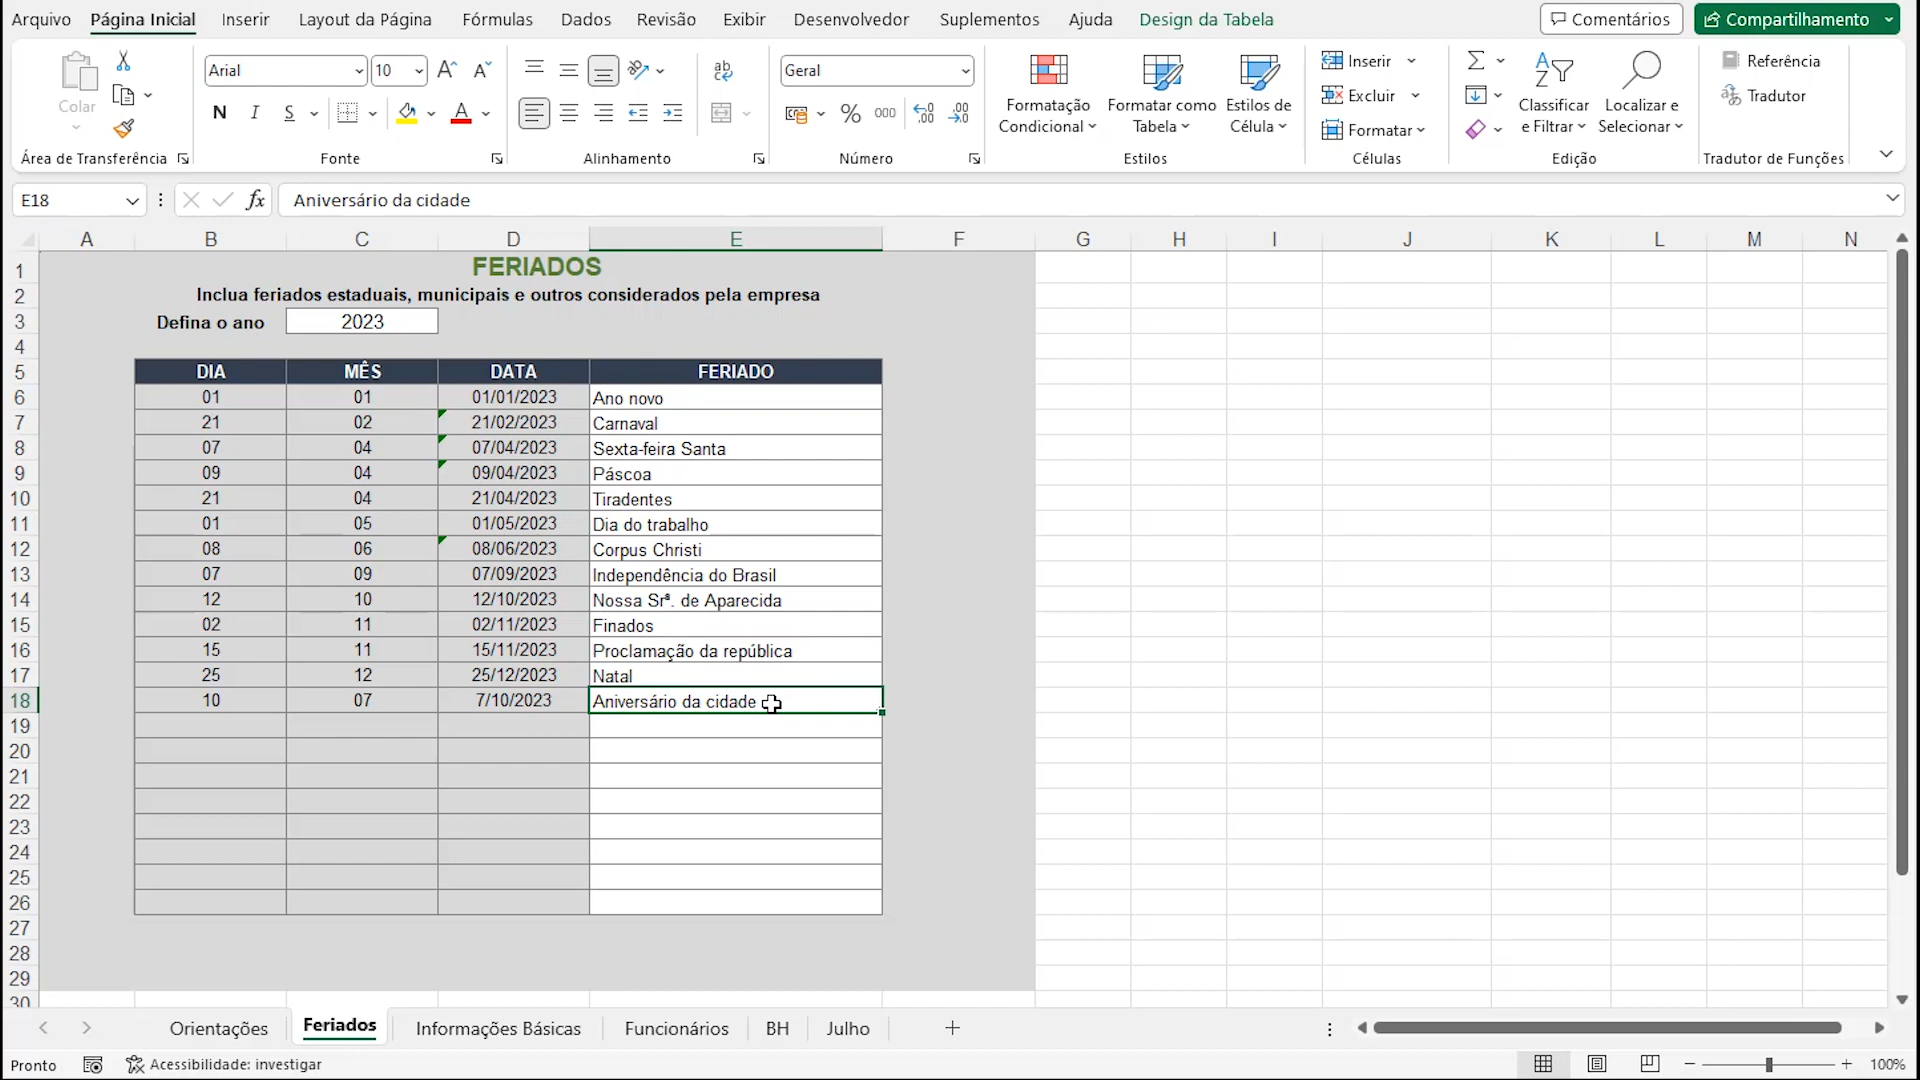 Arquivo Página Inicial Inserir Layout da Página Fórmulas Dados Revisão Exibir Desenvolvedor Suplementos Ajuda Design da Tabela Comentários Compartilhamento
Colar
Área de Transferência
Arial 10
N I S
Fonte
Alinhamento
Geral
% 000
Número
Formatação Condicional
Formatar como Tabela
Estilos de Célula
Estilos
Inserir
Excluir
Formatar
Células
Classificar e Filtrar
Localizar e Selecionar
Edição
Referência
Tradutor
Tradutor de Funções
E18 fx Aniversário da cidade
A B C D E F G H I J K L M N
1 FERIADOS
2 Inclua feriados estaduais, municipais e outros considerados pela empresa
3 Defina o ano 2023
4
5 DIA MÊS DATA FERIADO
6 01 01 01/01/2023 Ano novo
7 21 02 21/02/2023 Carnaval
8 07 04 07/04/2023 Sexta-feira Santa
9 09 04 09/04/2023 Páscoa
10 21 04 21/04/2023 Tiradentes
11 01 05 01/05/2023 Dia do trabalho
12 08 06 08/06/2023 Corpus Christi
13 07 09 07/09/2023 Independência do Brasil
14 12 10 12/10/2023 Nossa Srª. de Aparecida
15 02 11 02/11/2023 Finados
16 15 11 15/11/2023 Proclamação da república
17 25 12 25/12/2023 Natal
18 10 07 7/10/2023 Aniversário da cidade
19
20
21
22
23
24
25
26
27
28
29
30
Orientações Feriados Informações Básicas Funcionários BH Julho
Pronto Acessibilidade: investigar 100%